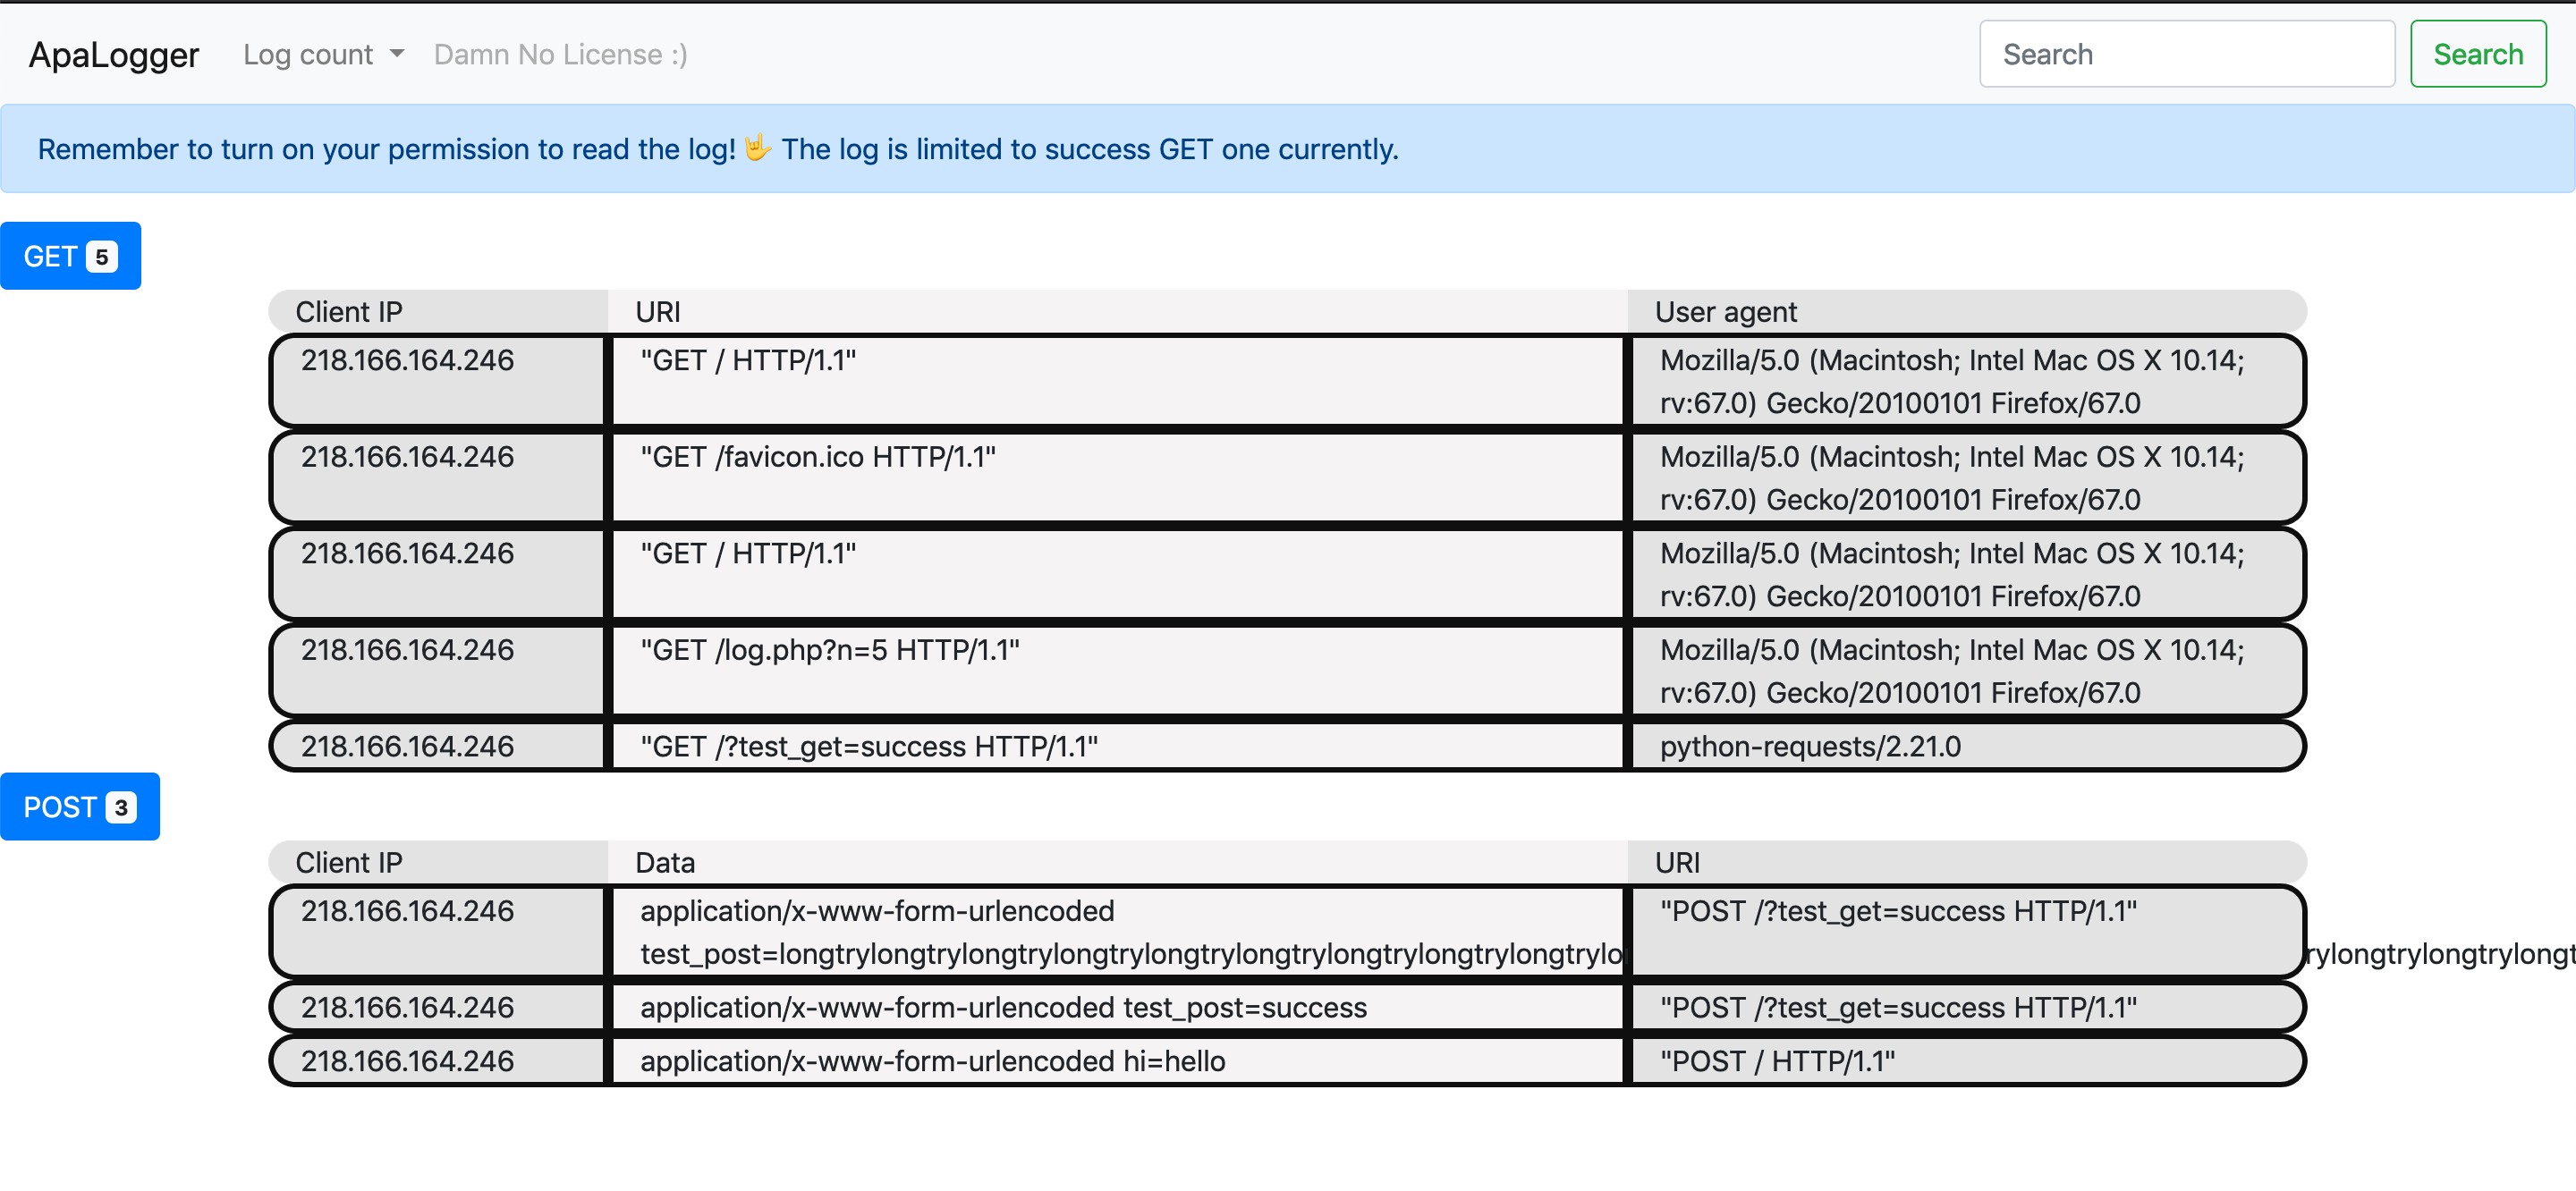 ApaLogger Log count Damn No License :) Search Search
Remember to turn on your permission to read the log! 🤟 The log is limited to success GET one currently.
GET 5
Client IP URI User agent
218.166.164.246 "GET / HTTP/1.1" Mozilla/5.0 (Macintosh; Intel Mac OS X 10.14;
rv:67.0) Gecko/20100101 Firefox/67.0
218.166.164.246 "GET /favicon.ico HTTP/1.1" Mozilla/5.0 (Macintosh; Intel Mac OS X 10.14;
rv:67.0) Gecko/20100101 Firefox/67.0
218.166.164.246 "GET / HTTP/1.1" Mozilla/5.0 (Macintosh; Intel Mac OS X 10.14;
rv:67.0) Gecko/20100101 Firefox/67.0
218.166.164.246 "GET /log.php?n=5 HTTP/1.1" Mozilla/5.0 (Macintosh; Intel Mac OS X 10.14;
rv:67.0) Gecko/20100101 Firefox/67.0
218.166.164.246 "GET /?test_get=success HTTP/1.1" python-requests/2.21.0
POST 3
Client IP Data URI
218.166.164.246 application/x-www-form-urlencoded "POST /?test_get=success HTTP/1.1"
test_post=longtrylongtrylongtrylongtrylongtrylongtrylongtrylongtrylongtrylo rylongtrylongtrylongt
218.166.164.246 application/x-www-form-urlencoded test_post=success "POST /?test_get=success HTTP/1.1"
218.166.164.246 application/x-www-form-urlencoded hi=hello "POST / HTTP/1.1"